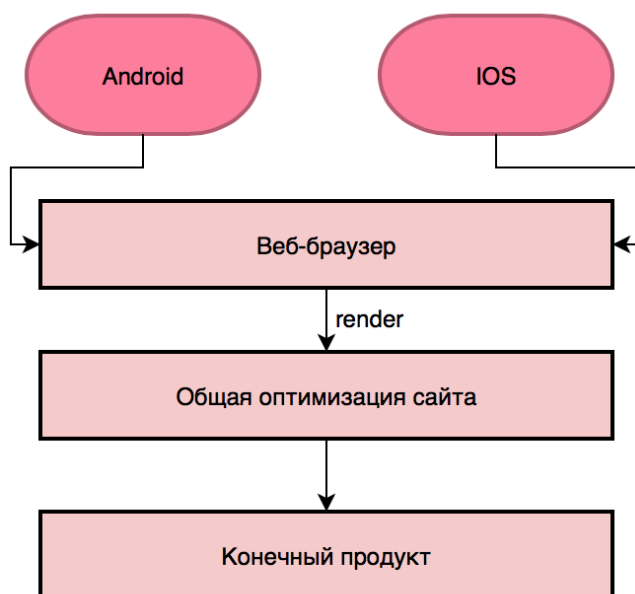 Android
IOS
Веб-браузер
render
Общая оптимизация сайта
Конечный продукт